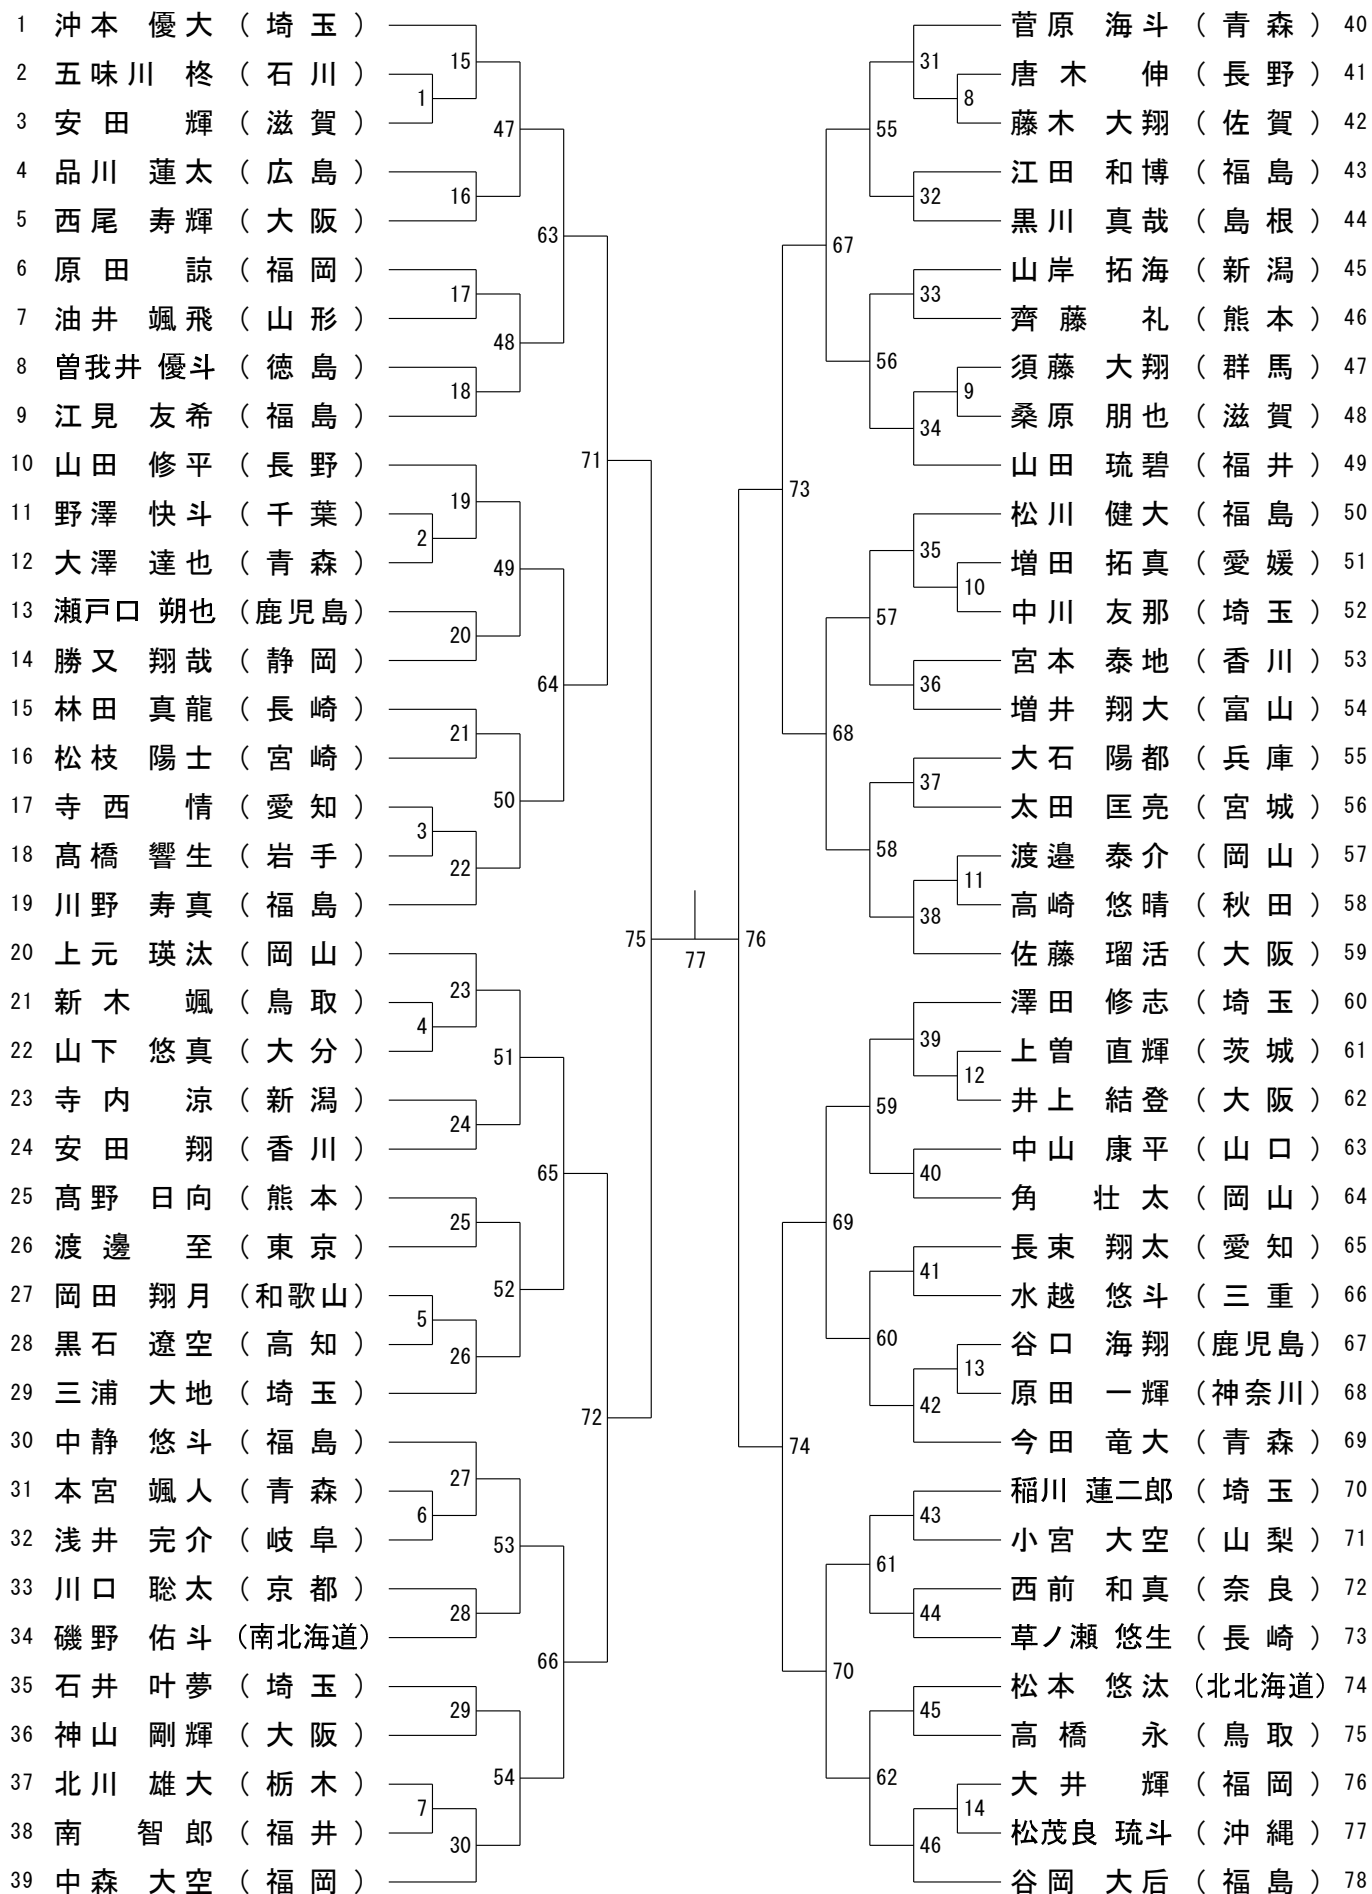 1 沖本 優大 (埼玉)
2 五味川 柊 (石川)
3 安田 輝 (滋賀)
4 品川 蓮太 (広島)
5 西尾 寿輝 (大阪)
6 原田 諒 (福岡)
7 油井 颯飛 (山形)
8 曽我井 優斗 (徳島)
9 江見 友希 (福島)
10 山田 修平 (長野)
11 野澤 快斗 (千葉)
12 大澤 達也 (青森)
13 瀬戸口 朔也 (鹿児島)
14 勝又 翔哉 (静岡)
15 林田 真龍 (長崎)
16 松枝 陽士 (宮崎)
17 寺西 情 (愛知)
18 髙橋 響生 (岩手)
19 川野 寿真 (福島)
20 上元 瑛汰 (岡山)
21 新木 颯 (鳥取)
22 山下 悠真 (大分)
23 寺内 涼 (新潟)
24 安田 翔 (香川)
25 髙野 日向 (熊本)
26 渡邊 至 (東京)
27 岡田 翔月 (和歌山)
28 黒石 遼空 (高知)
29 三浦 大地 (埼玉)
30 中静 悠斗 (福島)
31 本宮 颯人 (青森)
32 浅井 完介 (岐阜)
33 川口 聡太 (京都)
34 磯野 佑斗 (南北海道)
35 石井 叶夢 (埼玉)
36 神山 剛輝 (大阪)
37 北川 雄大 (栃木)
38 南 智郎 (福井)
39 中森 大空 (福岡)
1
2
3
4
5
6
7
15
16
17
18
19
20
21
22
23
24
25
26
27
28
29
30
47
48
49
50
51
52
53
54
63
64
65
66
71
72
75
77
76
73
74
67
68
69
70
55
56
57
58
59
60
61
62
31
32
33
34
35
36
37
38
39
40
41
42
43
44
45
46
8
9
10
11
12
13
14
菅原 海斗 (青森) 40
唐木 伸 (長野) 41
藤木 大翔 (佐賀) 42
江田 和博 (福島) 43
黒川 真哉 (島根) 44
山岸 拓海 (新潟) 45
齊藤 礼 (熊本) 46
須藤 大翔 (群馬) 47
桑原 朋也 (滋賀) 48
山田 琉碧 (福井) 49
松川 健大 (福島) 50
増田 拓真 (愛媛) 51
中川 友那 (埼玉) 52
宮本 泰地 (香川) 53
増井 翔大 (富山) 54
大石 陽都 (兵庫) 55
太田 匡亮 (宮城) 56
渡邉 泰介 (岡山) 57
高崎 悠晴 (秋田) 58
佐藤 瑠活 (大阪) 59
澤田 修志 (埼玉) 60
上曽 直輝 (茨城) 61
井上 結登 (大阪) 62
中山 康平 (山口) 63
角 壮太 (岡山) 64
長束 翔太 (愛知) 65
水越 悠斗 (三重) 66
谷口 海翔 (鹿児島) 67
原田 一輝 (神奈川) 68
今田 竜大 (青森) 69
稲川 蓮二郎 (埼玉) 70
小宮 大空 (山梨) 71
西前 和真 (奈良) 72
草ノ瀬 悠生 (長崎) 73
松本 悠汰 (北北海道) 74
高橋 永 (鳥取) 75
大井 輝 (福岡) 76
松茂良 琉斗 (沖縄) 77
谷岡 大后 (福島) 78